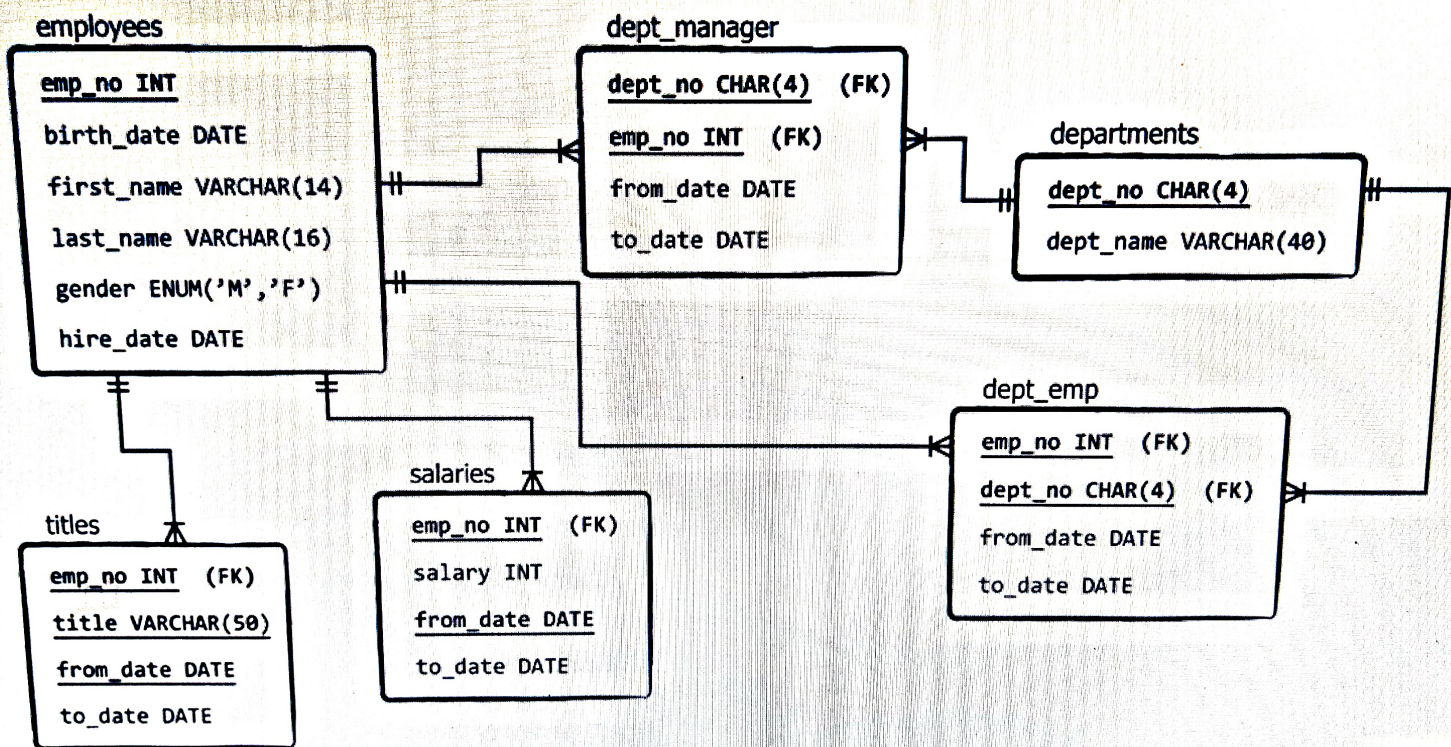 employees
emp_no INT
birth_date DATE
first_name VARCHAR(14)
last_name VARCHAR(16)
gender ENUM(’M’,’F’)
hire_date DATE
dept_manager
dept_no CHAR(4) (FK)
emp_no INT (FK)
from_date DATE
to_date DATE
departments
dept_no CHAR(4)
dept_name VARCHAR(40)
dept_emp
emp_no INT (FK)
dept_no CHAR(4) (FK)
from_date DATE
to_date DATE
salaries
emp_no INT (FK)
salary INT
from_date DATE
to_date DATE
titles
emp_no INT (FK)
title VARCHAR(50)
from_date DATE
to_date DATE